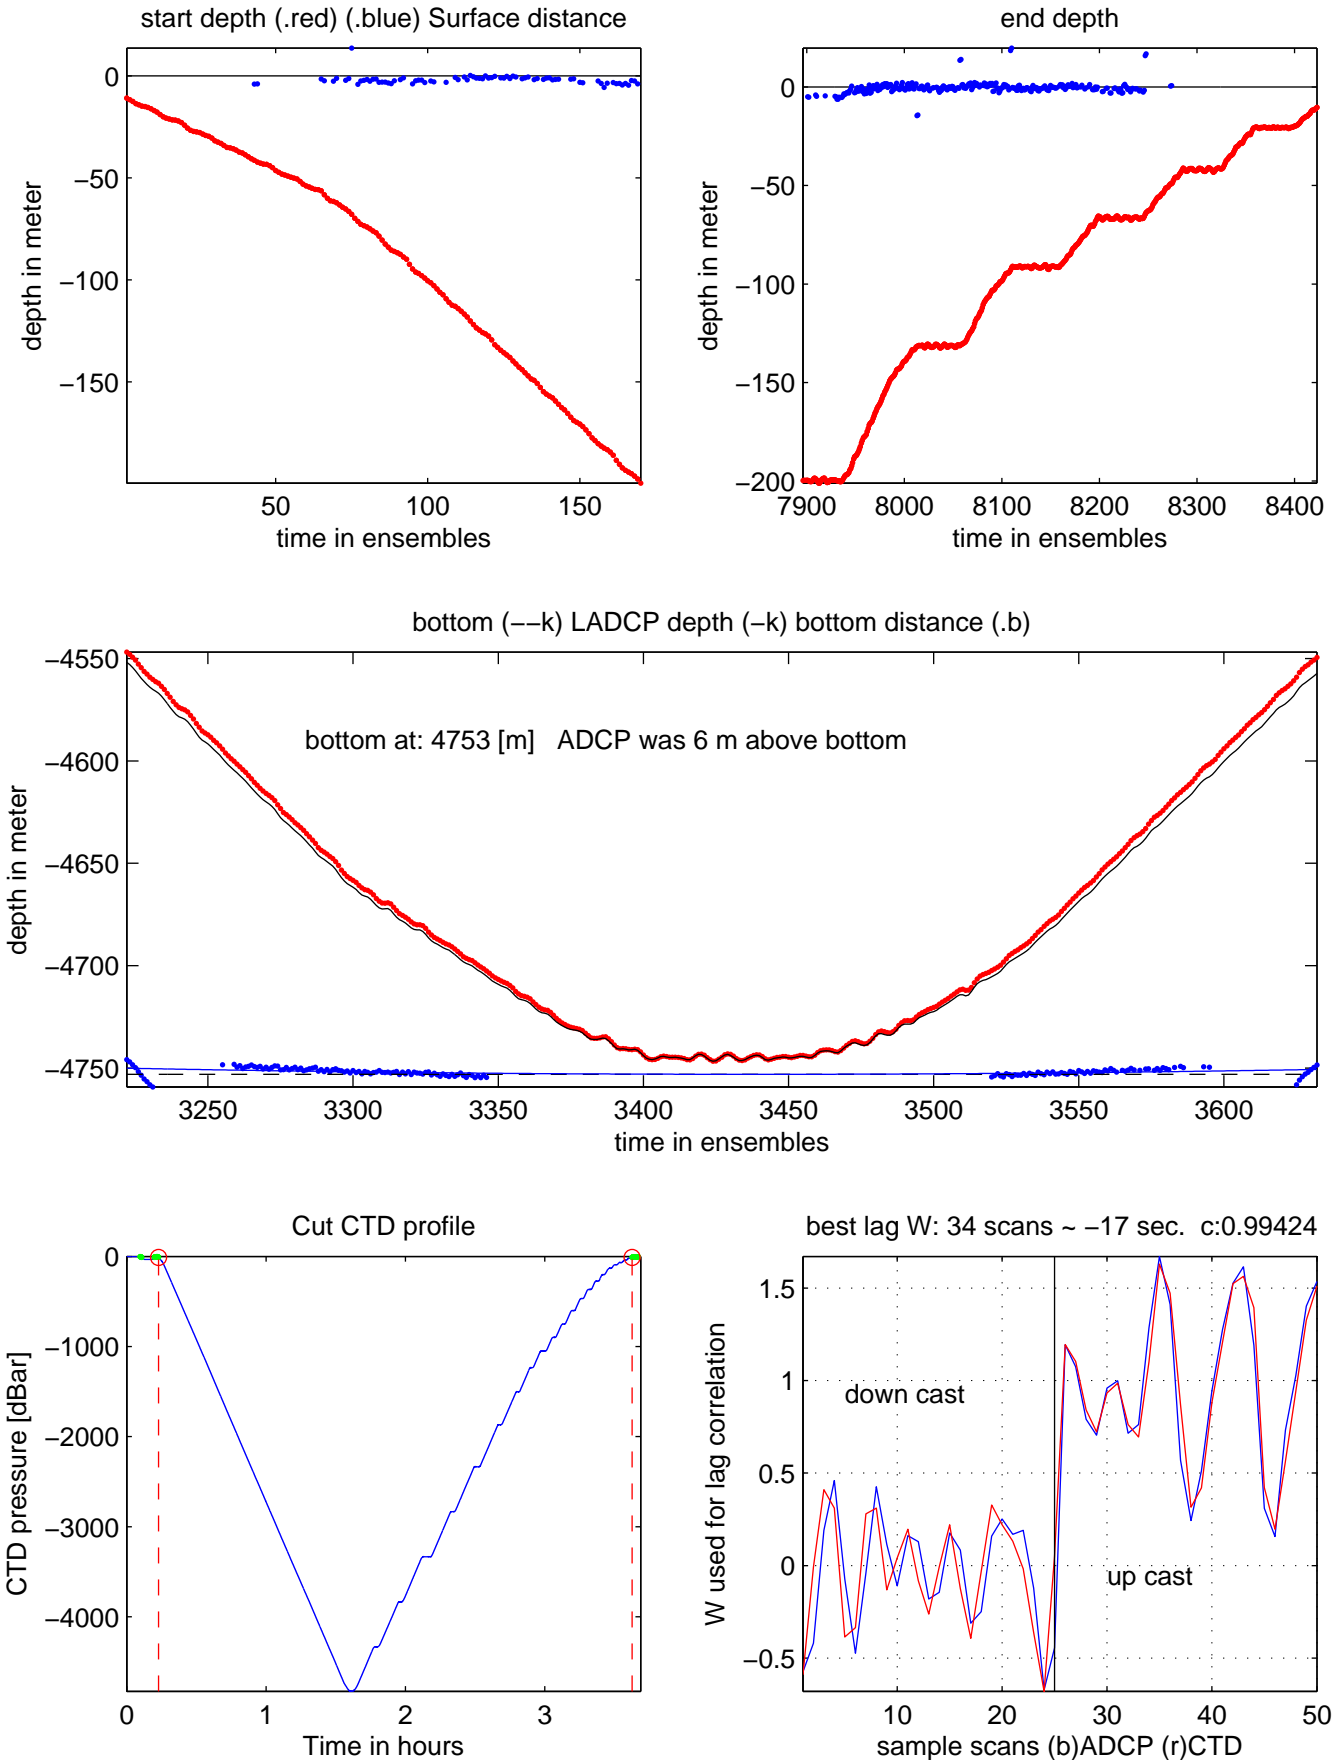 start depth (.red) (.blue) Surface distance
0
−50
−100
−150
depth in meter
50
100
150
time in ensembles
end depth
0
−50
−100
−150
−200
depth in meter
7900
8000
8100
8200
8300
8400
time in ensembles
bottom (−−k) LADCP depth (−k) bottom distance (.b)
−4550
−4600
−4650
−4700
−4750
depth in meter
bottom at: 4753 [m] ADCP was 6 m above bottom
3250
3300
3350
3400
3450
3500
3550
3600
time in ensembles
Cut CTD profile
0
−1000
−2000
−3000
−4000
CTD pressure [dBar]
0
1
2
3
Time in hours
best lag W: 34 scans ~ −17 sec. c:0.99424
1.5
1
0.5
0
−0.5
W used for lag correlation
down cast
up cast
10
20
30
40
50
sample scans (b)ADCP (r)CTD